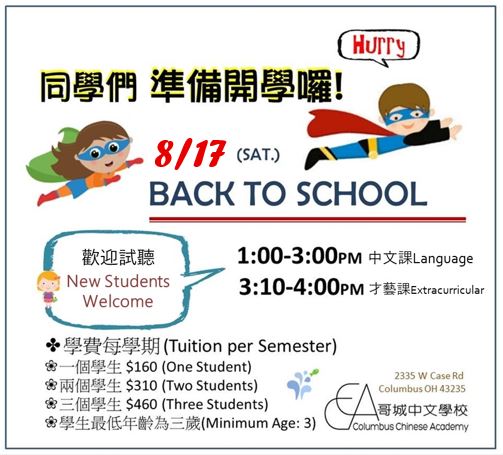 Hurry
同學們 準備開學囉!
8/17 (SAT.)
BACK TO SCHOOL
歡迎試聽
New Students
Welcome
1:00-3:00PM 中文課Language
3:10-4:00PM 才藝課Extracurricular
✤學費每學期(Tuition per Semester)
❀一個學生 $160 (One Student)
❀兩個學生 $310 (Two Students)
❀三個學生 $460 (Three Students)
❀學生最低年齡為三歲(Minimum Age: 3)
2335 W Case Rd
Columbus OH 43235
CCA哥城中文學校
Columbus Chinese Academy